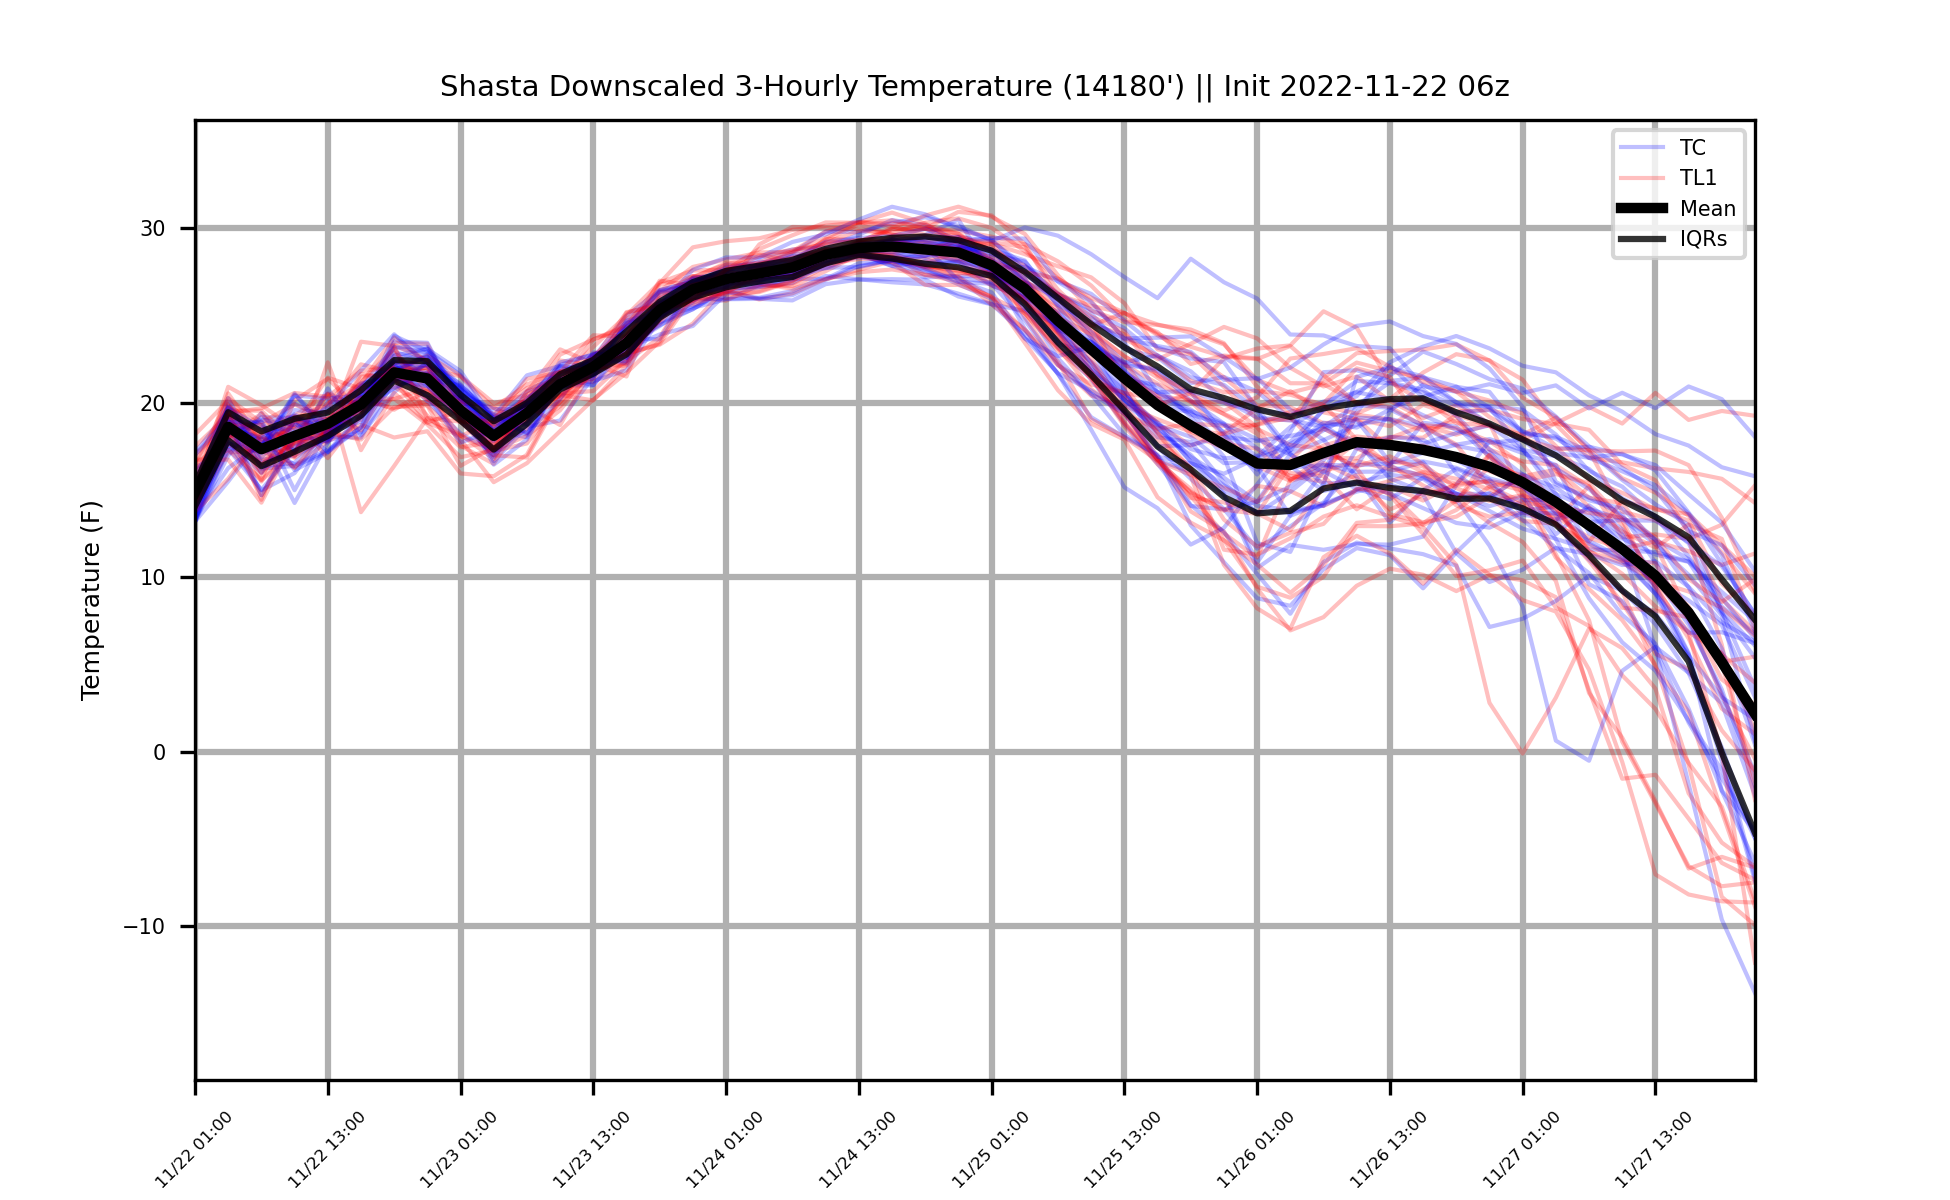 Shasta Downscaled 3-Hourly Temperature (14180') || Init 2022-11-22 06z
TC
TL1
Mean
IQRs
Temperature (F)
30
20
10
0
−10
11/22 01:00
11/22 13:00
11/23 01:00
11/23 13:00
11/24 01:00
11/24 13:00
11/25 01:00
11/25 13:00
11/26 01:00
11/26 13:00
11/27 01:00
11/27 13:00